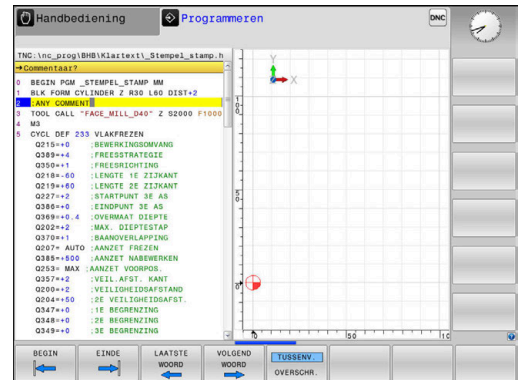 Handbediening
Programmeren
DNC
TNC:\nc_prog\BHB\Klartext\_Stempel_stamp.h
→Commentaar?
0 BEGIN PGM _STEMPEL_STAMP MM
1 BLK FORM CYLINDER Z R30 L60 DIST+2
2 ;ANY COMMENT
3 TOOL CALL "FACE_MILL_D40" Z S2000 F1000
4 M3
5 CYCL DEF 233 VLAKFREZEN
Q215=+0 ;BEWERKINGSOMVANG
Q389=+4 ;FREESSTRATEGIE
Q350=+1 ;FREESRICHTING
Q218=-60 ;LENGTE 1E ZIJKANT
Q219=+60 ;LENGTE 2E ZIJKANT
Q227=+2 ;STARTPUNT 3E AS
Q386=+0 ;EINDPUNT 3E AS
Q369=+0.4 ;OVERMAAT DIEPTE
Q202=+2 ;MAX. DIEPTESTAP
Q370=+1 ;BAANOVERLAPPING
Q207= AUTO ;AANZET FREZEN
Q385=+500 ;AANZET NABEWERKEN
Q253= MAX ;AANZET VOORPOS.
Q357=+2 ;VEIL.AFST. KANT
Q200=+2 ;VEILIGHEIDSAFSTAND
Q204=+50 ;2E VEILIGHEIDSAFST.
Q347=+0 ;1E BEGRENZING
Q348=+0 ;2E BEGRENZING
Q349=+0 ;3E BEGRENZING
Y
X
100
50
0
0
50
BEGIN
EINDE
LAATSTE
WOORD
VOLGEND
WOORD
TUSSENV.
OVERSCHR.